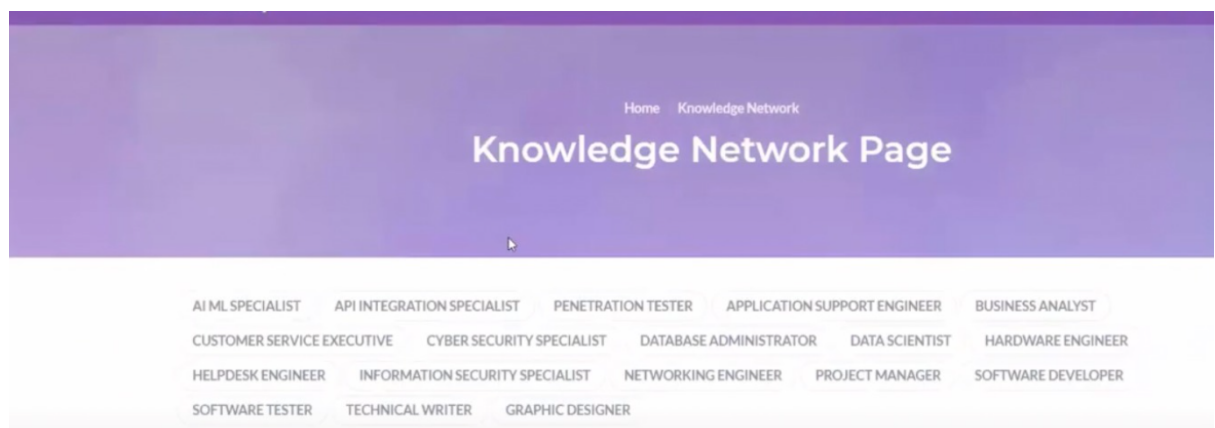 Home Knowledge Network
Knowledge Network Page
AI ML SPECIALIST API INTEGRATION SPECIALIST PENETRATION TESTER APPLICATION SUPPORT ENGINEER BUSINESS ANALYST
CUSTOMER SERVICE EXECUTIVE CYBER SECURITY SPECIALIST DATABASE ADMINISTRATOR DATA SCIENTIST HARDWARE ENGINEER
HELPDESK ENGINEER INFORMATION SECURITY SPECIALIST NETWORKING ENGINEER PROJECT MANAGER SOFTWARE DEVELOPER
SOFTWARE TESTER TECHNICAL WRITER GRAPHIC DESIGNER